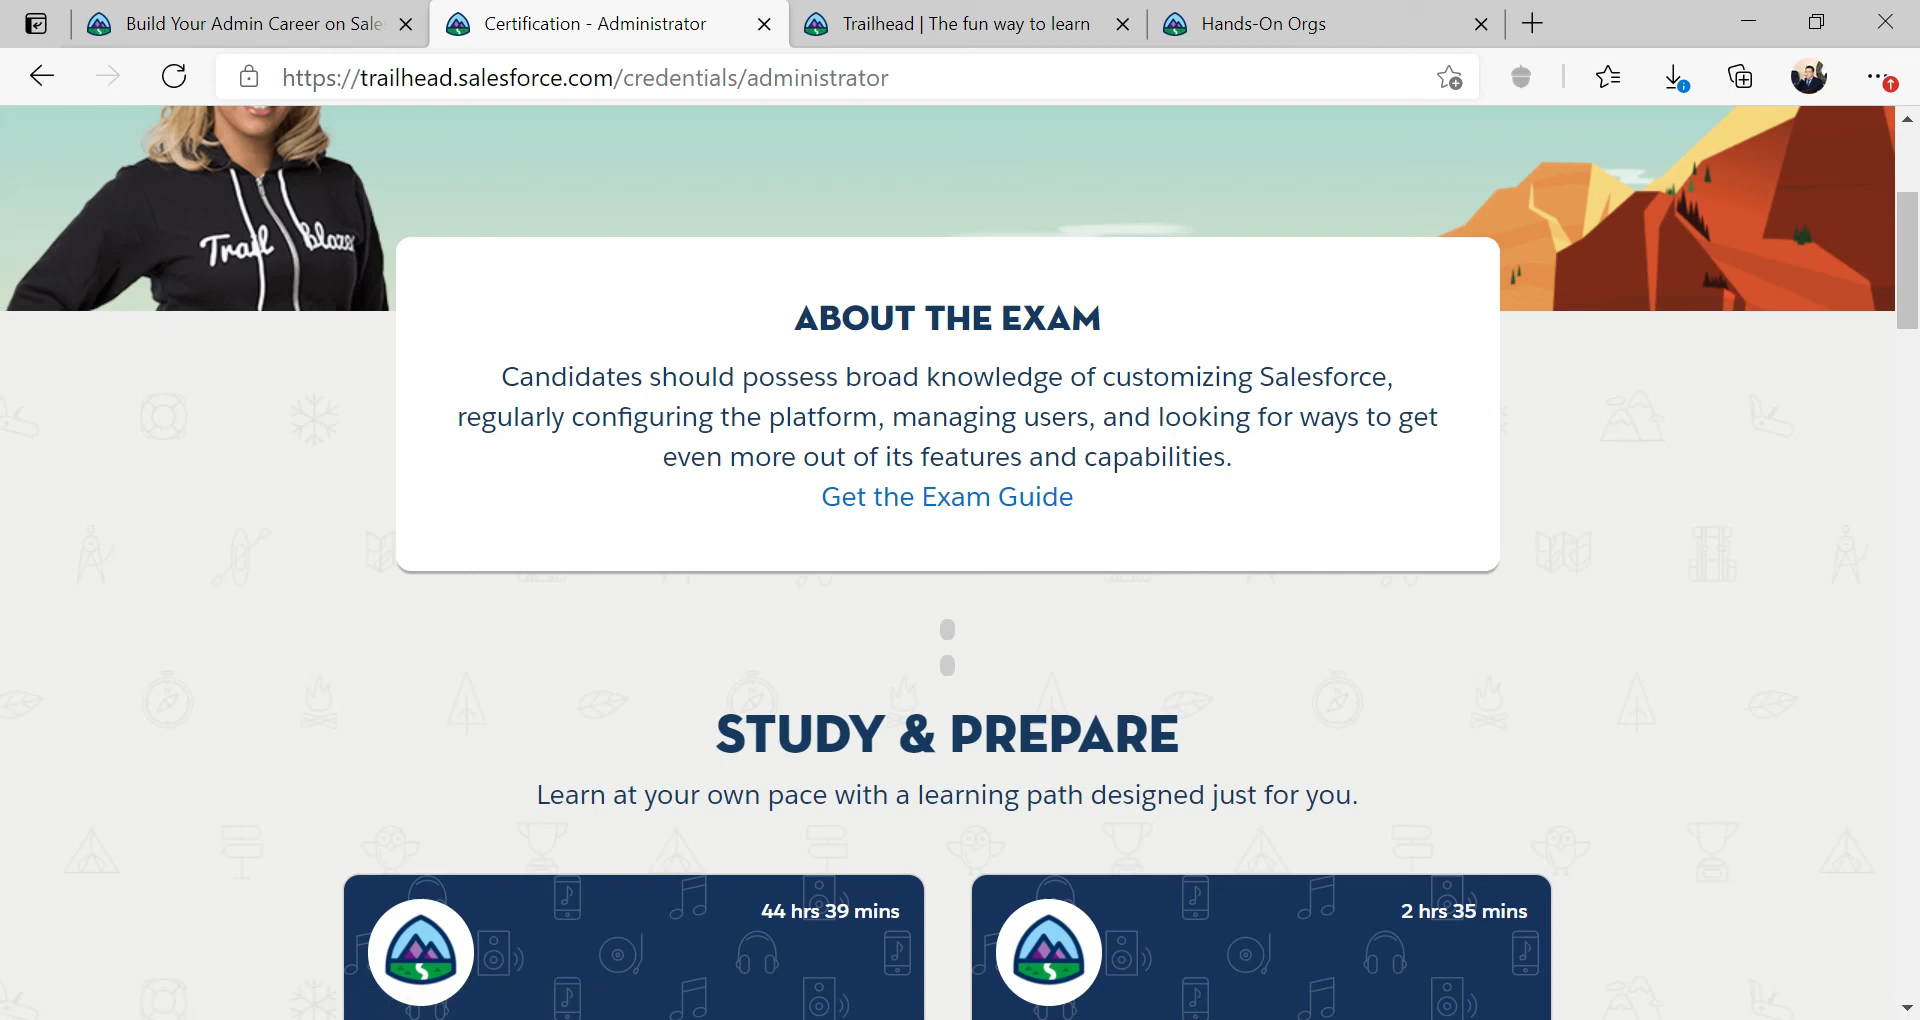 Build Your Admin Career on Sale
Certification - Administrator
Trailhead | The fun way to learn
Hands-On Orgs
https://trailhead.salesforce.com/credentials/administrator
Trail Blazer
ABOUT THE EXAM
Candidates should possess broad knowledge of customizing Salesforce,
regularly configuring the platform, managing users, and looking for ways to get
even more out of its features and capabilities.
Get the Exam Guide
STUDY & PREPARE
Learn at your own pace with a learning path designed just for you.
44 hrs 39 mins
2 hrs 35 mins